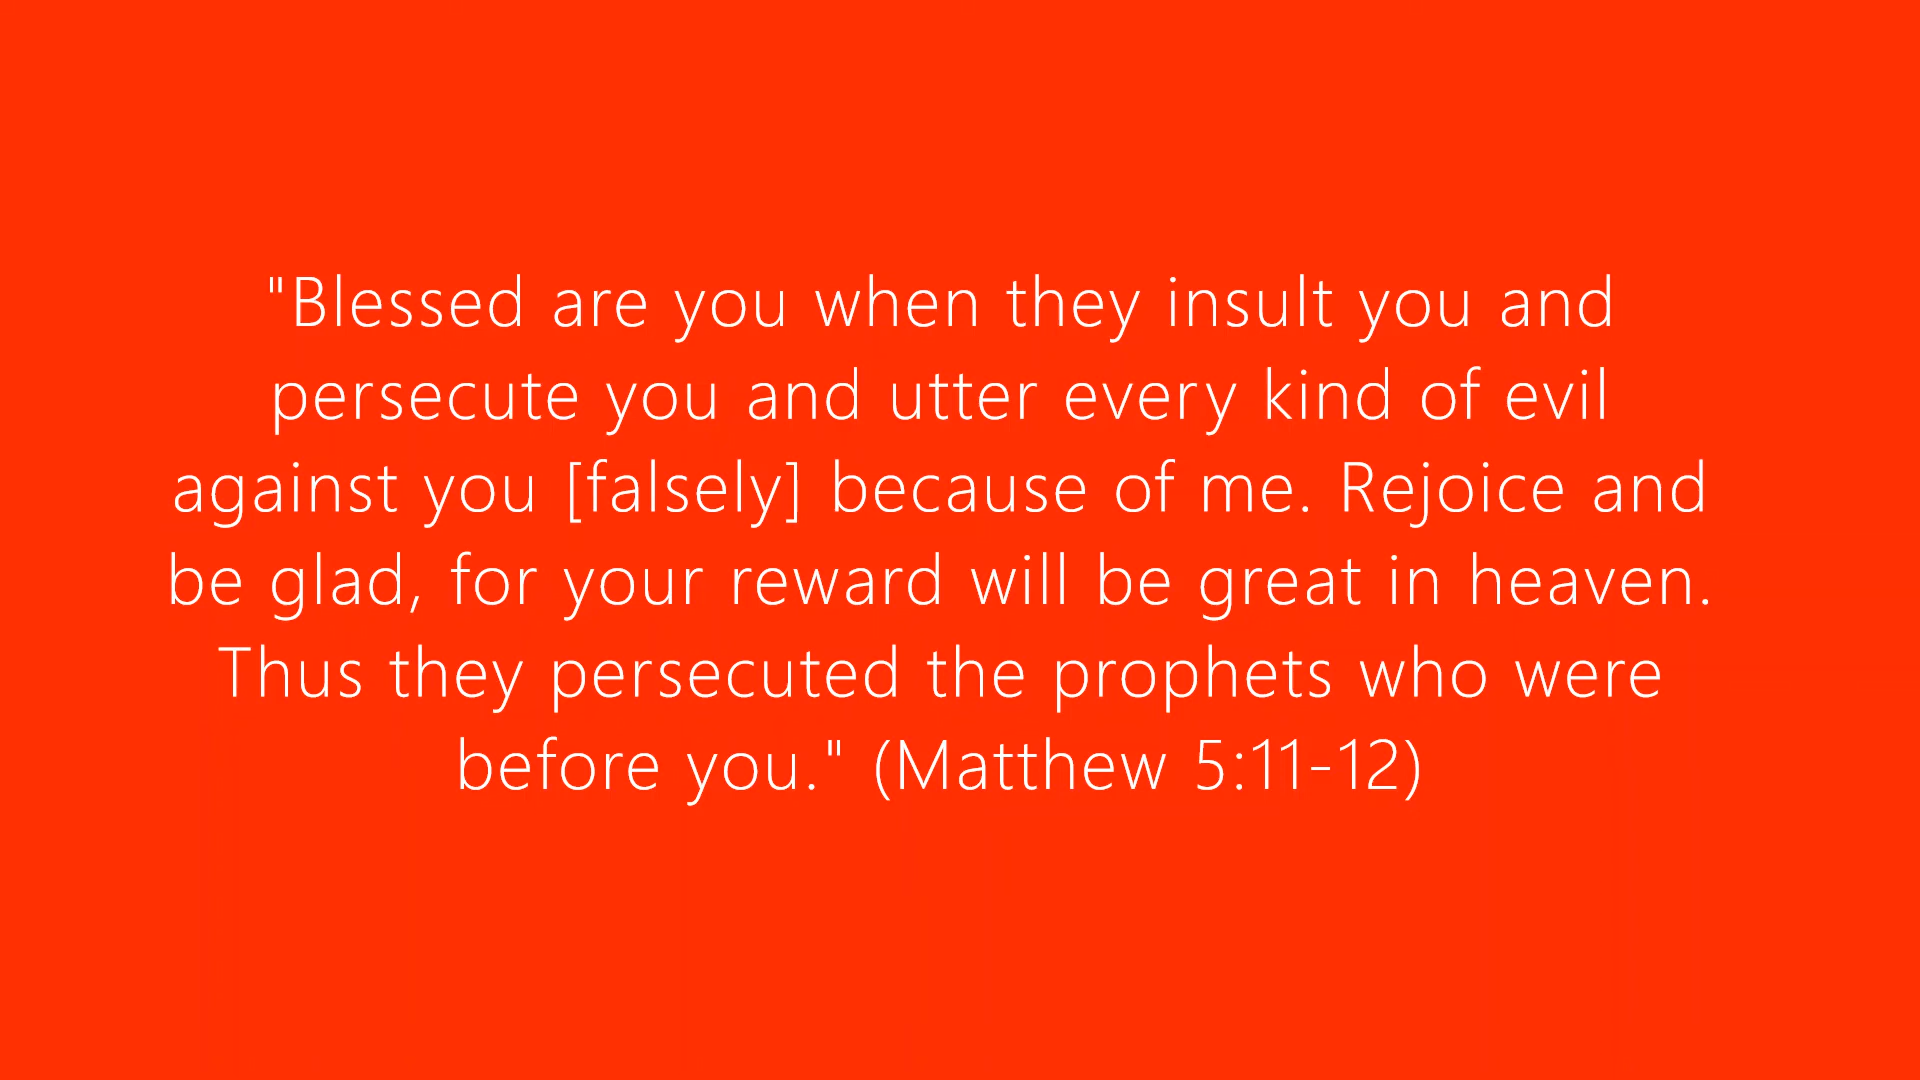 "Blessed are you when they insult you and
persecute you and utter every kind of evil
against you [falsely] because of me. Rejoice and
be glad, for your reward will be great in heaven.
Thus they persecuted the prophets who were
before you." (Matthew 5:11-12)